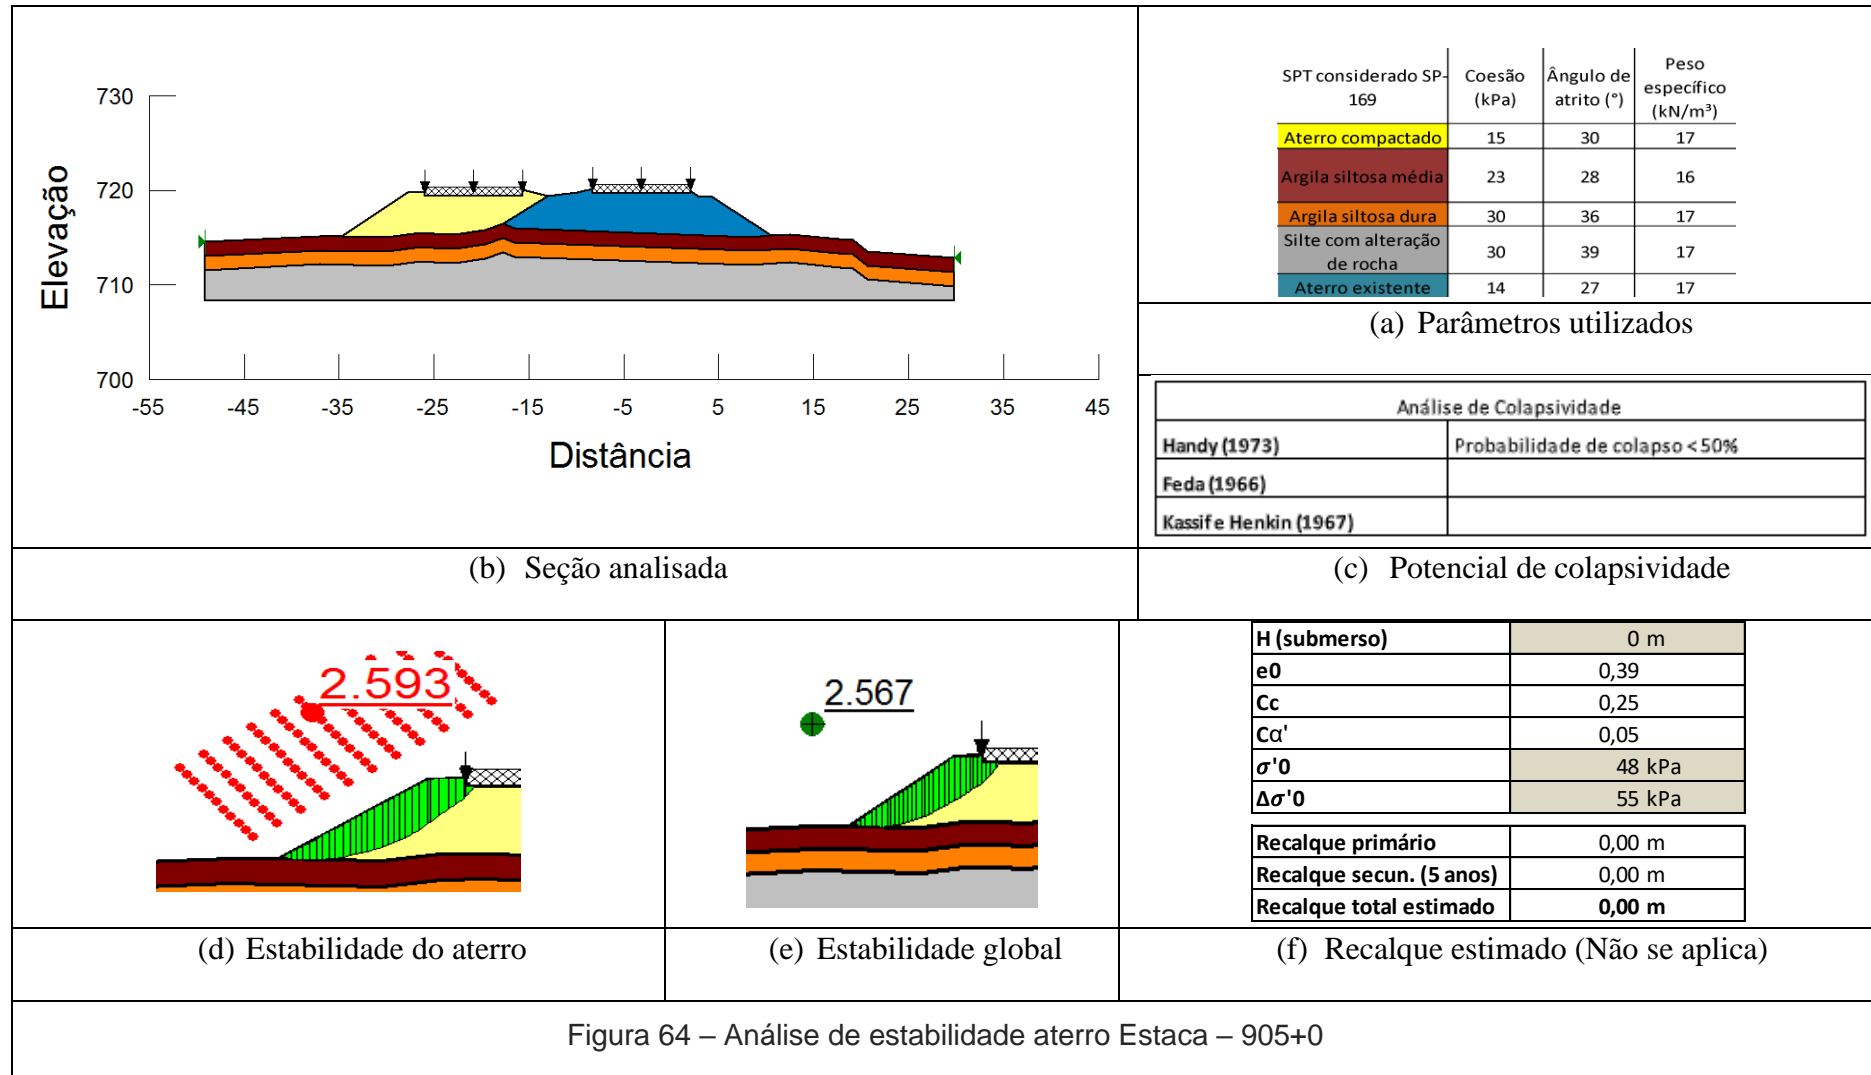 730
720
710
700
Elevação
-55 -45 -35 -25 -15 -5 5 15 25 35 45
Distância
SPT considerado SP-169 Coesão (kPa) Ângulo de atrito (°) Peso específico (kN/m³)
Aterro compactado 15 30 17
Argila siltosa média 23 28 16
Argila siltosa dura 30 36 17
Silte com alteração de rocha 30 39 17
Aterro existente 14 27 17
(a) Parâmetros utilizados
Análise de Colapsividade
Handy (1973) Probabilidade de colapso < 50%
Feda (1966)
Kassif e Henkin (1967)
(b) Seção analisada
(c) Potencial de colapsividade
2.593
2.567
H (submerso) 0 m
e0 0,39
Cc 0,25
Cα' 0,05
σ'0 48 kPa
Δσ'0 55 kPa
Recalque primário 0,00 m
Recalque secun. (5 anos) 0,00 m
Recalque total estimado 0,00 m
(d) Estabilidade do aterro
(e) Estabilidade global
(f) Recalque estimado (Não se aplica)
Figura 64 – Análise de estabilidade aterro Estaca – 905+0